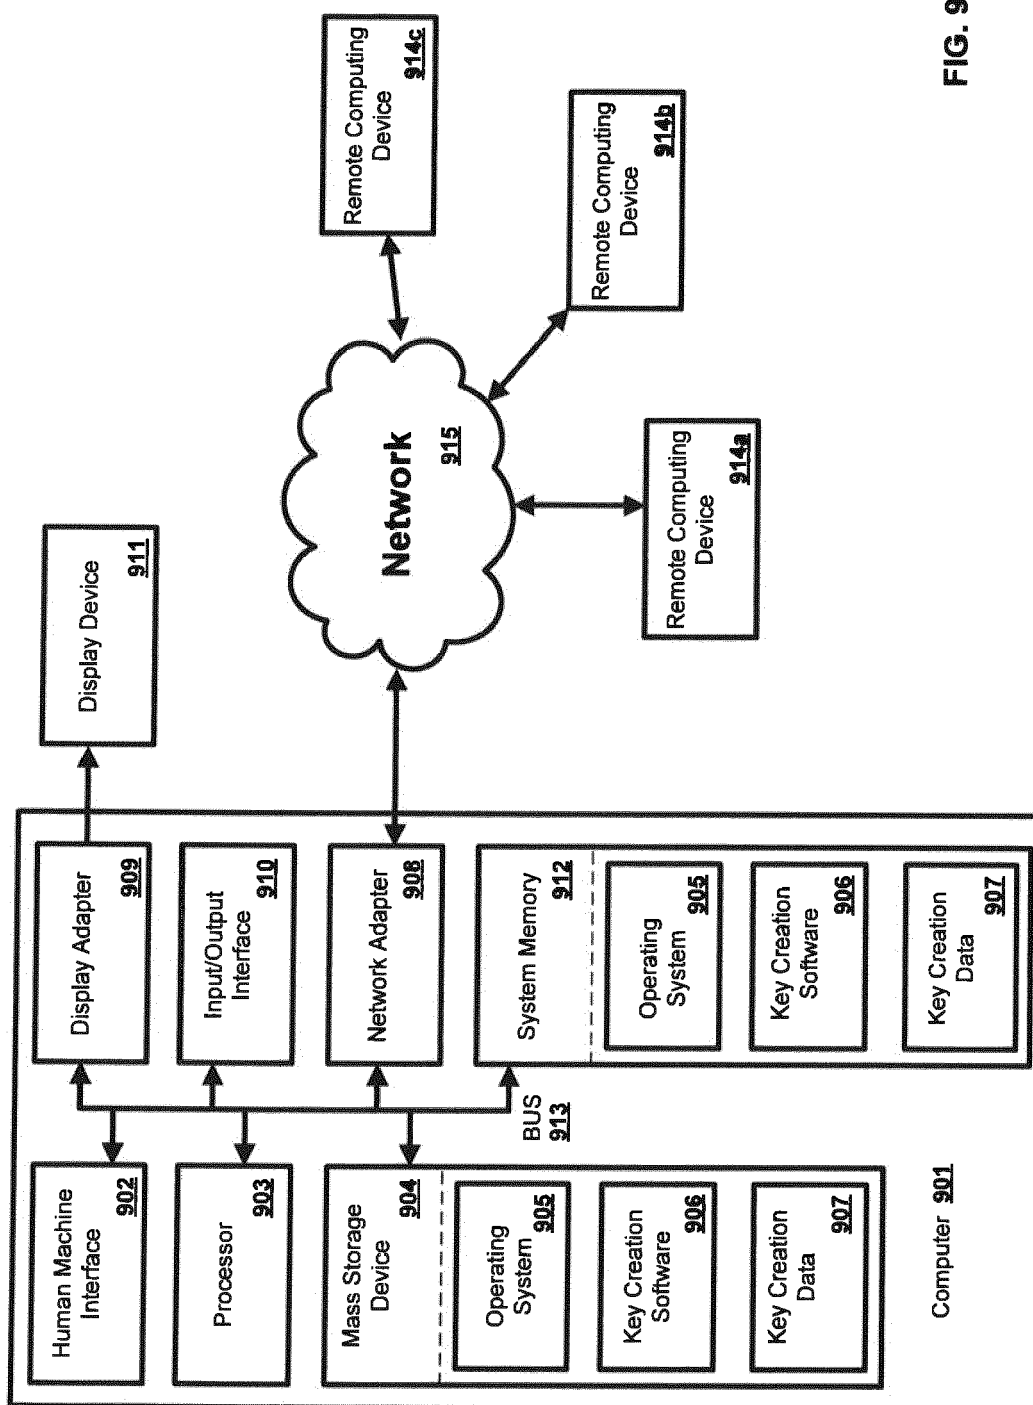 Human Machine
Interface
902
Processor
903
Mass Storage
Device
904
Operating
System
905
Key Creation
Software
906
Key Creation
Data
907
Computer 901
BUS
913
Display Adapter
909
Input/Output
Interface
910
Network Adapter
908
System Memory
912
Operating
System
905
Key Creation
Software
906
Key Creation
Data
907
Display Device
911
Network
915
Remote Computing
Device
914a
Remote Computing
Device
914b
Remote Computing
Device
914c
FIG. 9